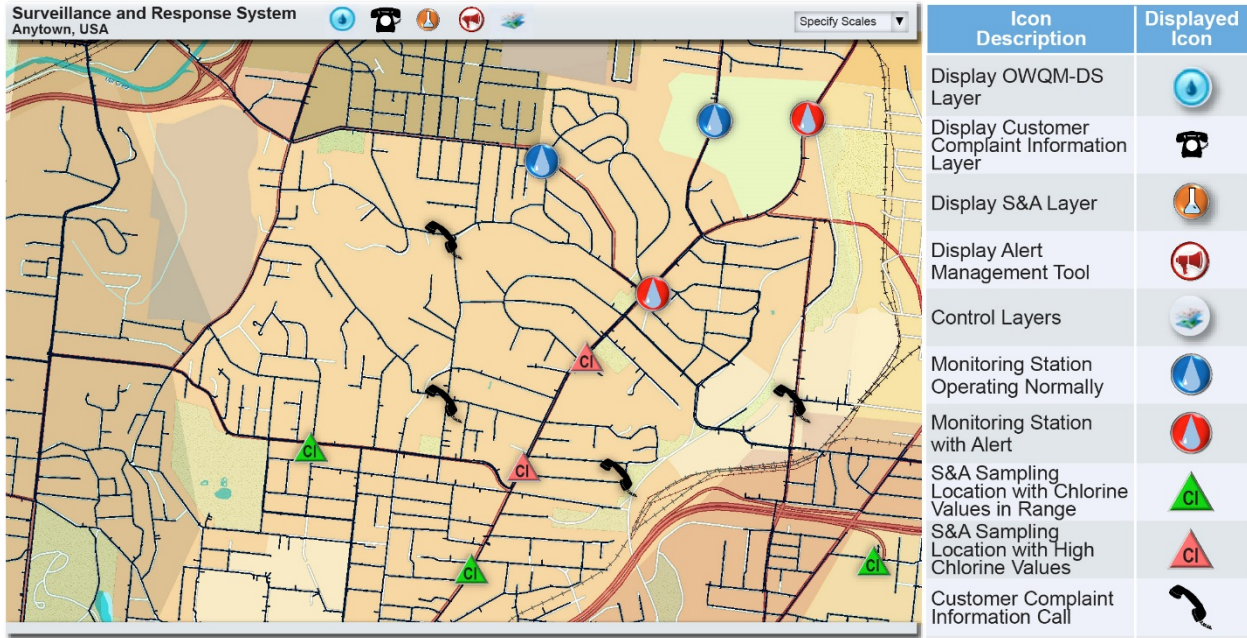 Surveillance and Response System
Anytown, USA
Specify Scales
Cl
Cl
Cl
Cl
Cl
Icon
Description
Displayed
Icon
Display OWQM-DS
Layer
Display Customer
Complaint Information
Layer
Display S&A Layer
Display Alert
Management Tool
Control Layers
Monitoring Station
Operating Normally
Monitoring Station
with Alert
S&A Sampling
Location with Chlorine
Values in Range
Cl
S&A Sampling
Location with High
Chlorine Values
Cl
Customer Complaint
Information Call